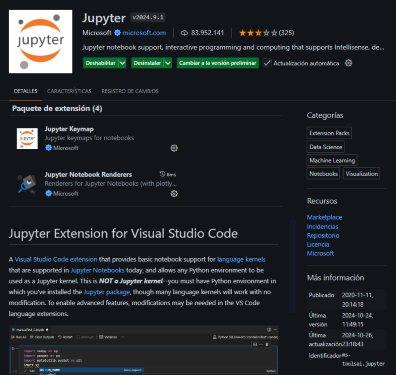 jupyter
Jupyter v2024.9.1
Microsoft microsoft.com 83.952.141 (325)
Jupyter notebook support, interactive programming and computing that supports Intellisense, de...
Deshabilitar Desinstalar Cambiar a la versión preliminar Actualización automática
DETALLES CARACTERÍSTICAS REGISTRO DE CAMBIOS
Paquete de extensión (4)
Jupyter Keymap
Jupyter keymaps for notebooks
Microsoft
Jupyter Notebook Renderers 6ms
Renderers for Jupyter Notebooks (with plotly...
Microsoft
Jupyter Extension for Visual Studio Code
A Visual Studio Code extension that provides basic notebook support for language kernels
that are supported in Jupyter Notebooks today, and allows any Python environment to be
used as a Jupyter kernel. This is NOT a Jupyter kernel--you must have Python environment in
which you've installed the Jupyter package, though many language kernels will work with no
modification. To enable advanced features, modifications may be needed in the VS Code
language extensions.
Categorías
Extension Packs
Data Science
Machine Learning
Notebooks Visualization
Recursos
Marketplace
Incidencias
Repositorio
Licencia
Microsoft
Más información
Publicado 2020-11-11,
20:14:18
Última 2024-10-24,
versión 11:49:15
Última 2024-10-26,
actualización 23:18:43
Identificador ms-
toolsai.jupyter